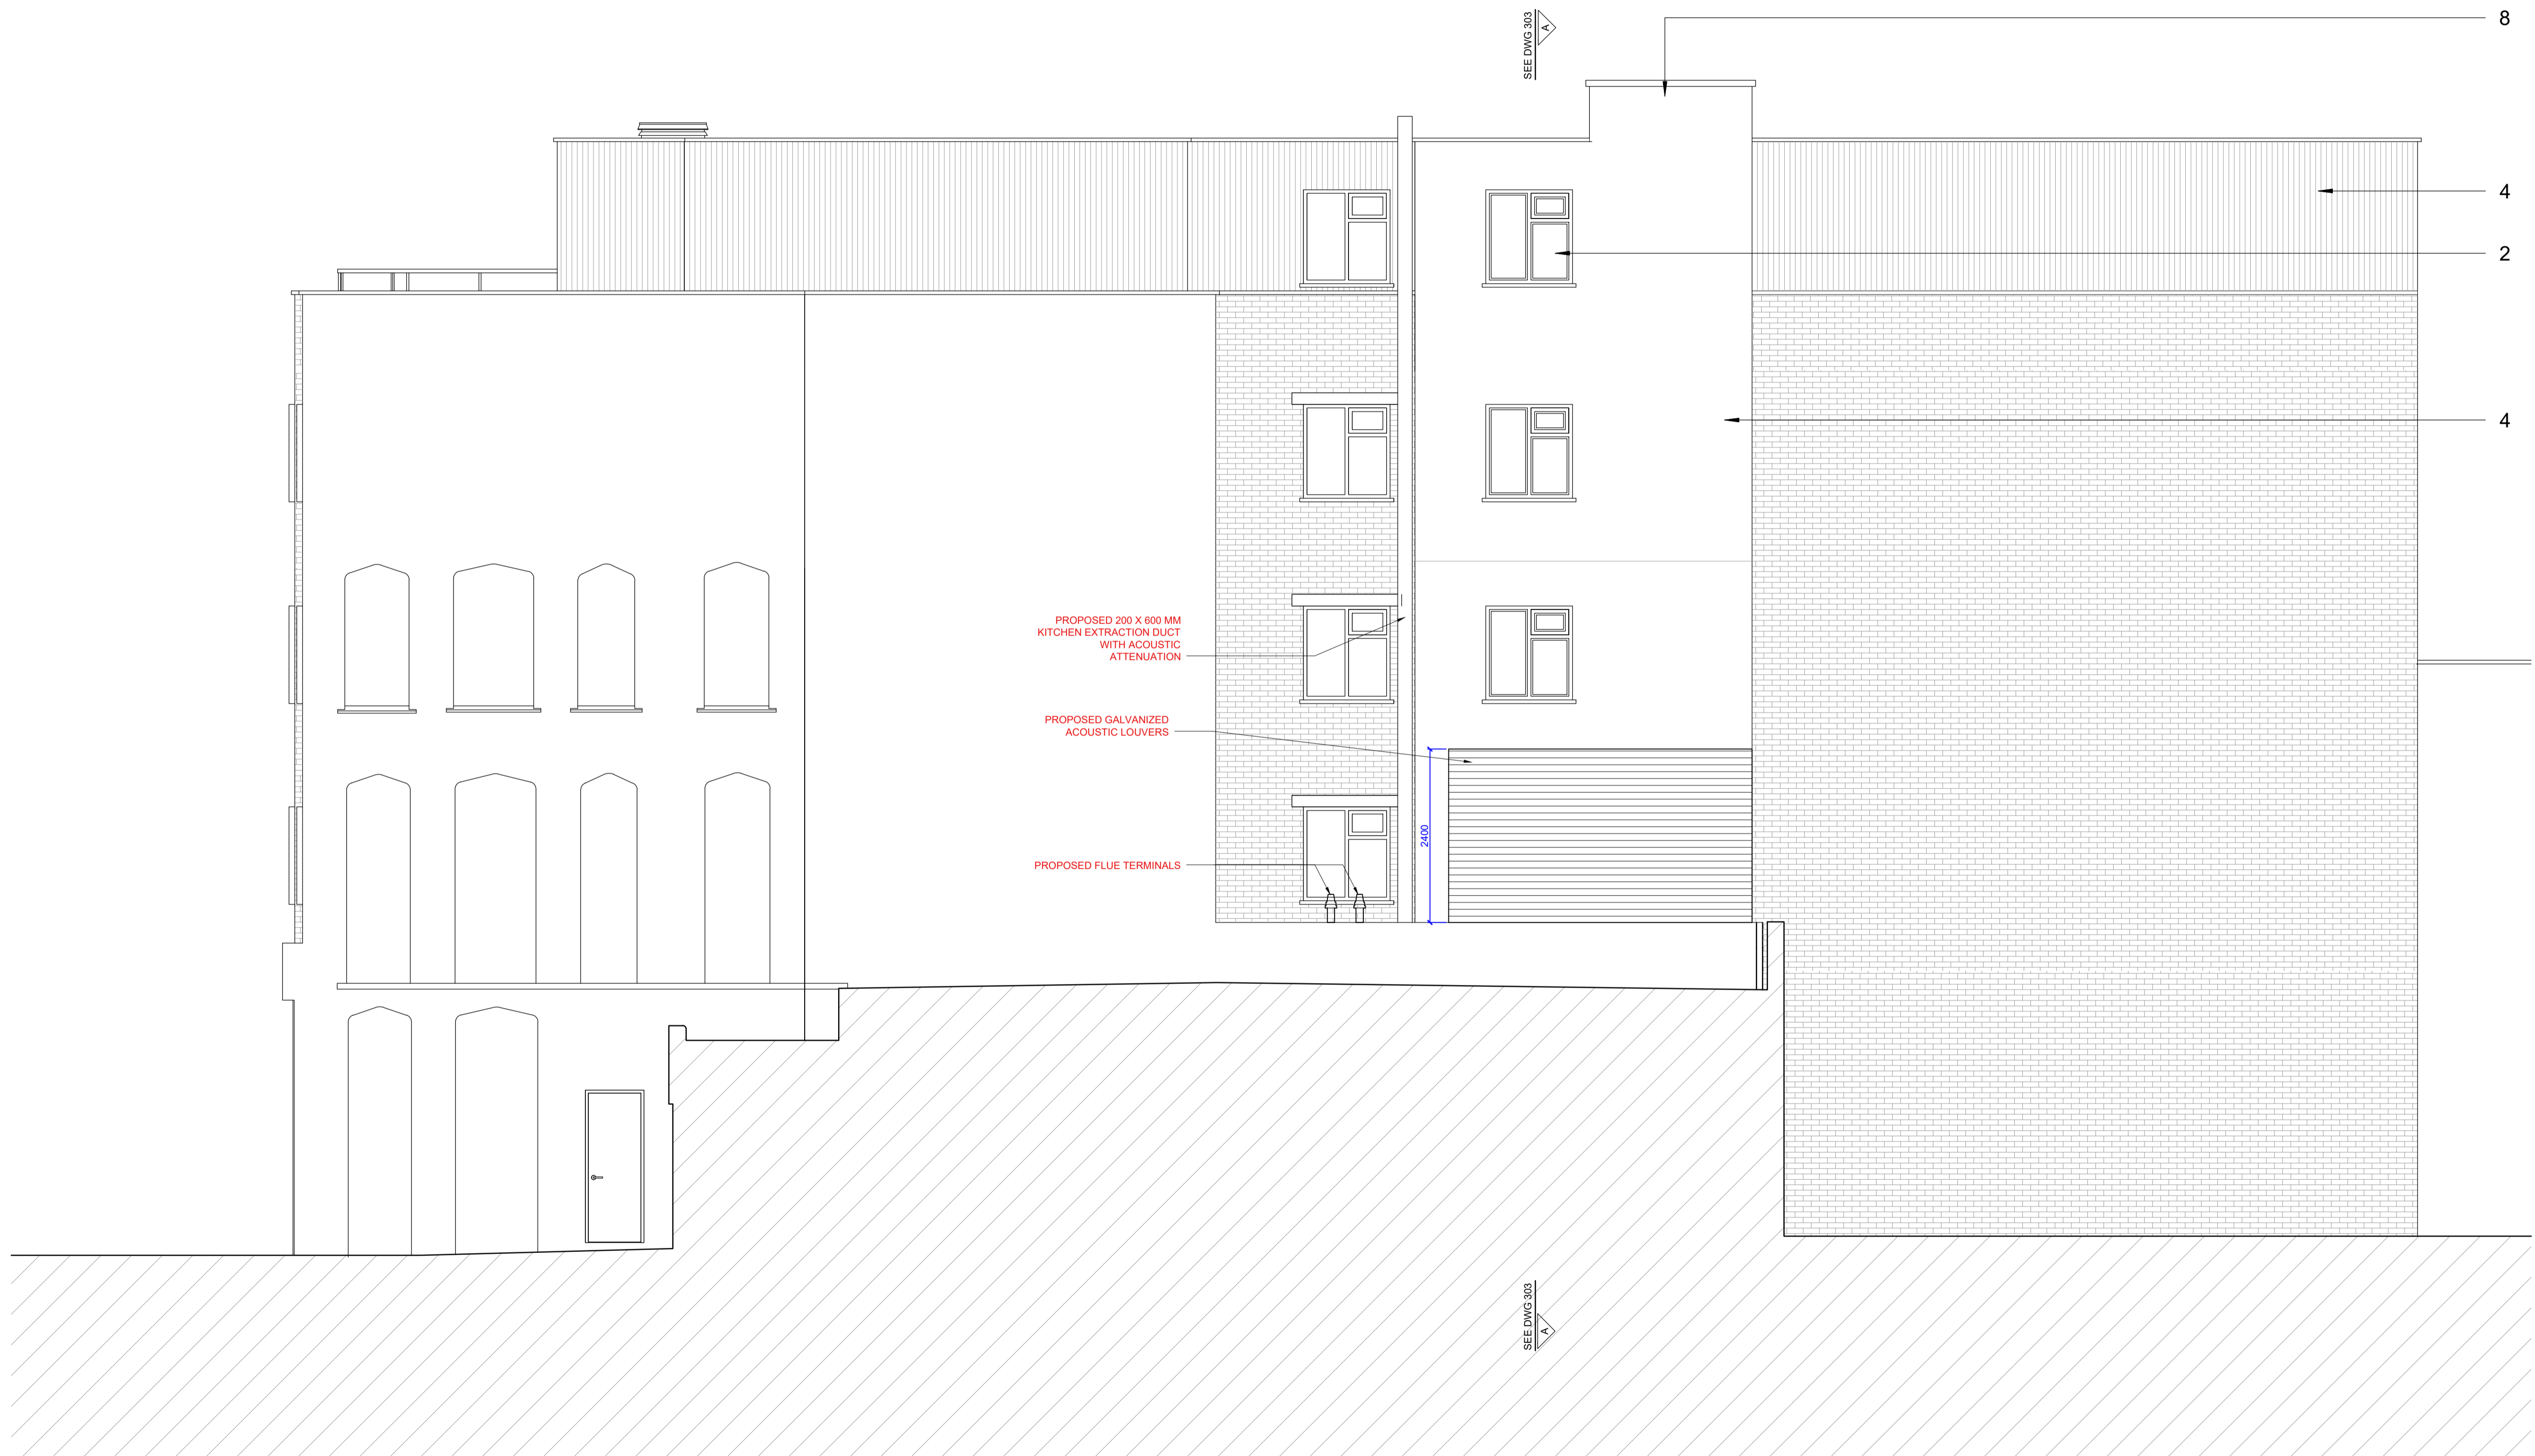 SEE DWG 303
A
8
4
2
4
PROPOSED 200 X 600 MM
KITCHEN EXTRACTION DUCT
WITH ACOUSTIC
ATTENUATION
PROPOSED GALVANIZED
ACOUSTIC LOUVERS
2400
PROPOSED FLUE TERMINALS
SEE DWG 303
A